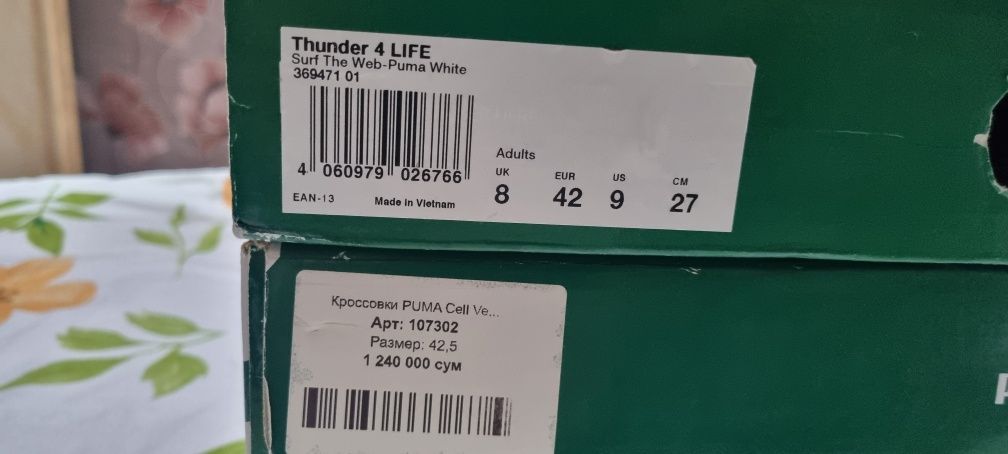 Thunder 4 LIFE
Surf The Web-Puma White
369471 01
4 060979 026766
EAN-13 Made in Vietnam
Adults
UK EUR US CM
8 42 9 27
Кроссовки PUMA Cell Ve...
Арт: 107302
Размер: 42,5
1 240 000 сум